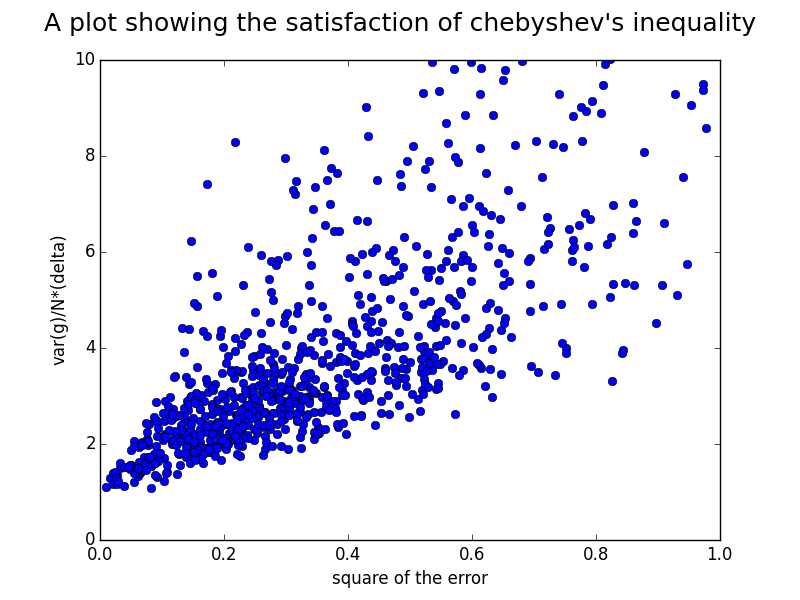 A plot showing the satisfaction of chebyshev's inequality
var(g)/N*(delta)
10
8
6
4
2
0
0.0 0.2 0.4 0.6 0.8 1.0
square of the error